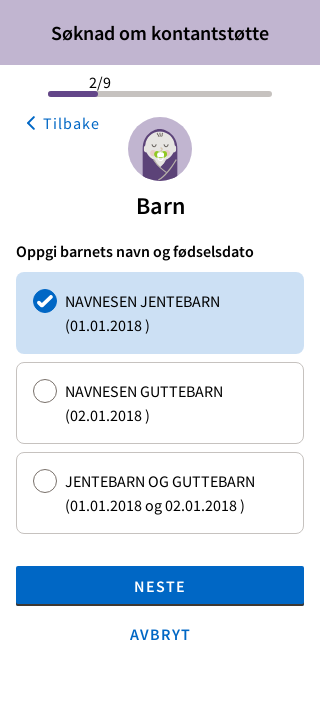 Søknad om kontantstøtte
2/9
Tilbake
Barn
Oppgi barnets navn og fødselsdato
NAVNESEN JENTEBARN
(01.01.2018 )
NAVNESEN GUTTEBARN
(02.01.2018 )
JENTEBARN OG GUTTEBARN
(01.01.2018 og 02.01.2018 )
NESTE
AVBRYT